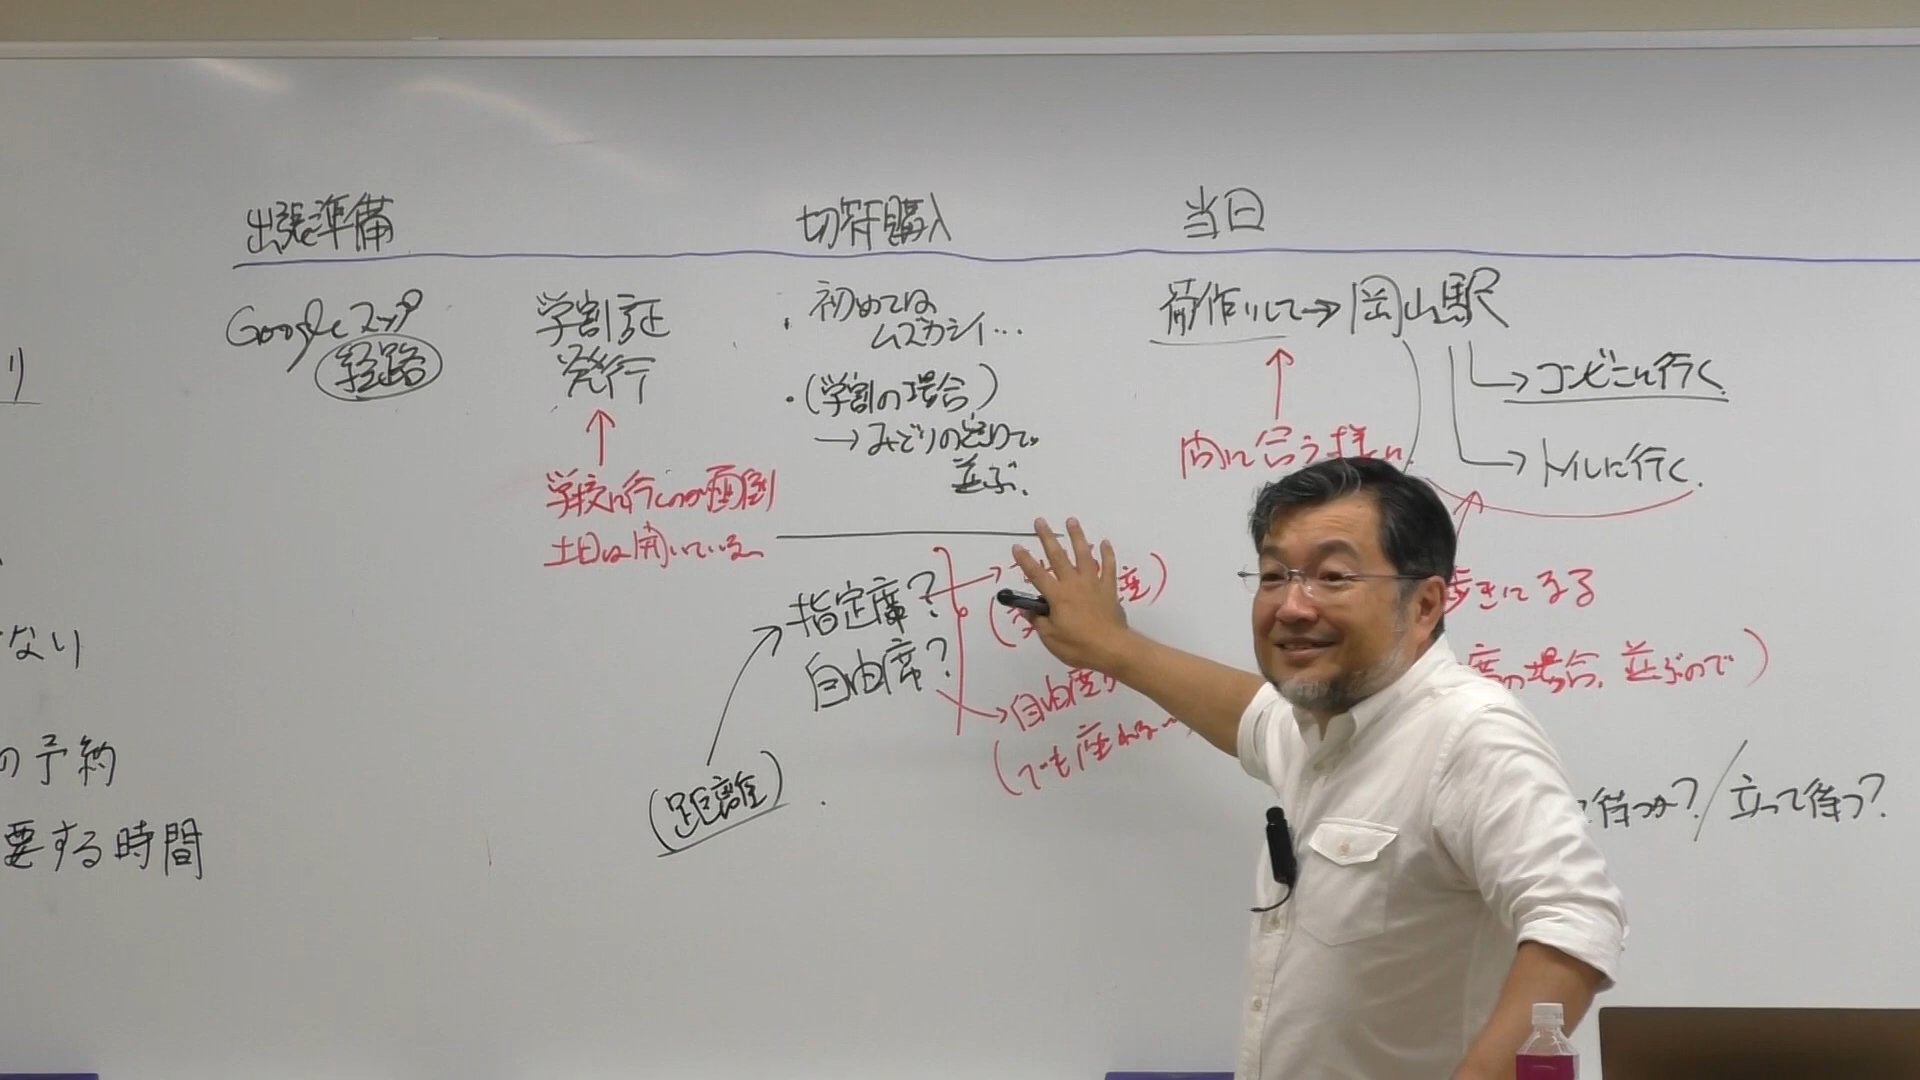 り
ない
の予約
要する時間
出張準備
Googleマップ
経路
学割証
発行
学校に行くのが面倒
土日は開いている
切符購入
・初めては
ムズカシイ…
・(学割の場合)
→みどりの窓口で
並ぶ.
指定席?
自由席?
(距離)
自由席
(でも座れる
当日
荷作りして→岡山駅
間に合う様に
→コンビニに行く
→トイレに行く.
歩きになる
席の場合、並ぶので)
て待つか?/立って待つ?